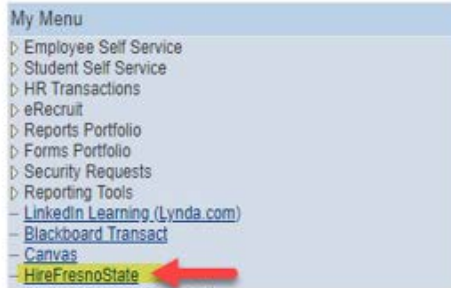 My Menu
Employee Self Service
Student Self Service
HR Transactions
eRecruit
Reports Portfolio
Forms Portfolio
Security Requests
Reporting Tools
– LinkedIn Learning (Lynda.com)
– Blackboard Transact
– Canvas
– HireFresnoState